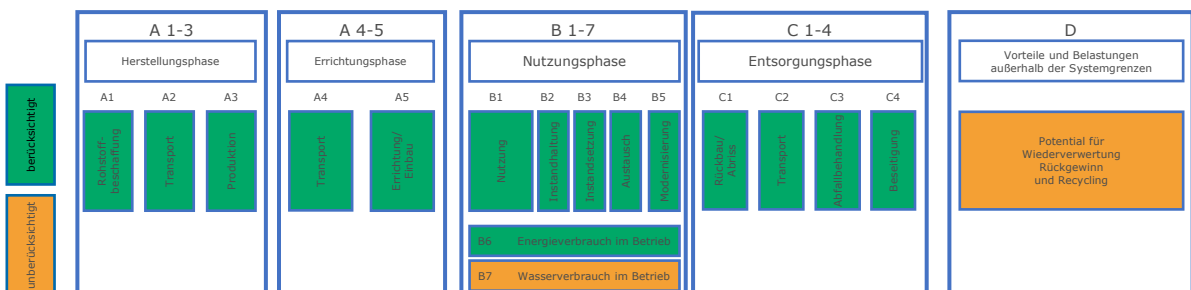 A 1-3
A 4-5
B 1-7
C 1-4
D
Herstellungsphase
Errichtungsphase
Nutzungsphase
Entsorgungsphase
Vorteile und Belastungen
außerhalb der Systemgrenzen
berücksichtigt
unberücksichtigt
A1
A2
A3
A4
A5
B1
B2
B3
B4
B5
C1
C2
C3
C4
Rohstoff-
beschaffung
Transport
Produktion
Transport
Errichtung/
Einbau
Nutzung
Instandhaltung
Instandsetzung
Austausch
Modernisierung
Rückbau/
Abriss
Transport
Abfallbehandlung
Beseitigung
Potential für
Wiederverwertung
Rückgewinn
und Recycling
B6 Energieverbrauch im Betrieb
B7 Wasserverbrauch im Betrieb